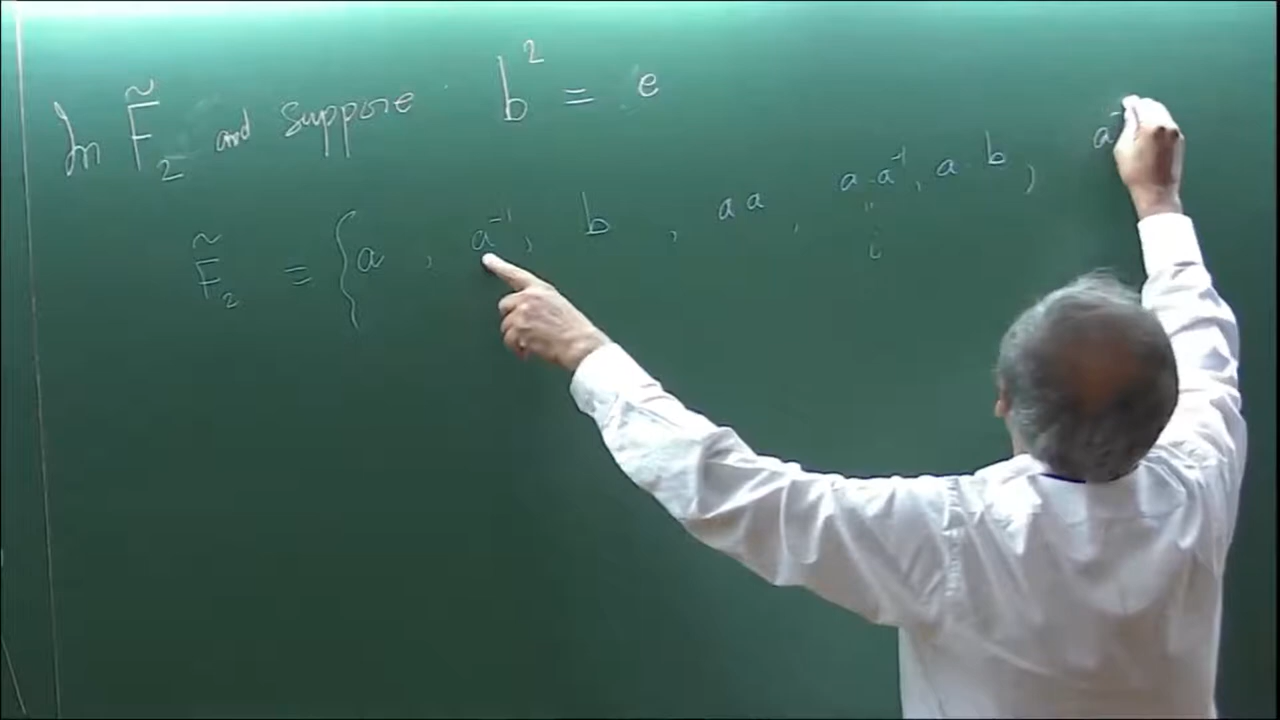 In F̃₂ and suppose b² = e
F̃₂ = { a , a⁻¹, b , a a , a · a⁻¹, a · b , a⁻
"
i